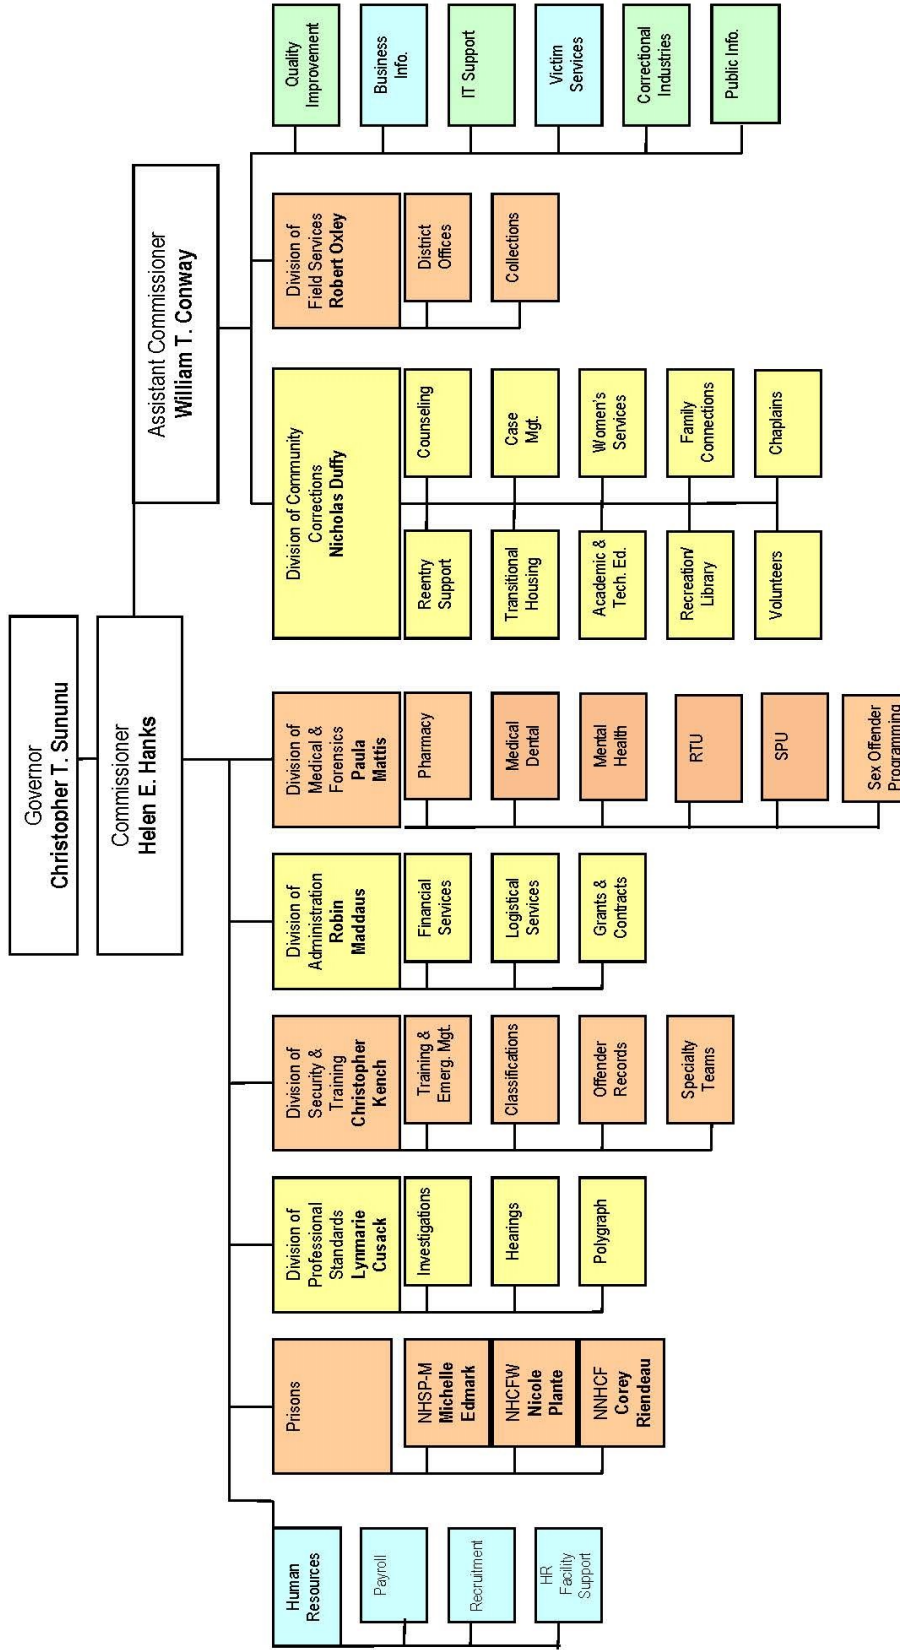 Governor
Christopher T. Sununu
Commissioner
Helen E. Hanks
Assistant Commissioner
William T. Conway
Human
Resources
Payroll
Recruitment
HR
Facility
Support
Prisons
NHSP-M
Michelle
Edmark
NHCFW
Nicole
Plante
NNHCF
Corey
Riendeau
Division of
Professional
Standards
Lynmarie
Cusack
Investigations
Hearings
Polygraph
Division of
Security &
Training
Christopher
Kench
Training &
Emerg. Mgt.
Classifications
Offender
Records
Specialty
Teams
Division of
Administration
Robin
Maddaus
Financial
Services
Logistical
Services
Grants &
Contracts
Division of
Medical &
Forensics
Paula
Mattis
Pharmacy
Medical
Dental
Mental
Health
RTU
SPU
Sex Offender
Programming
Division of Community
Corrections
Nicholas Duffy
Reentry
Support
Counseling
Transitional
Housing
Case
Mgt.
Academic &
Tech. Ed.
Women's
Services
Recreation/
Library
Family
Connections
Volunteers
Chaplains
Division of
Field Services
Robert Oxley
District
Offices
Collections
Quality
Improvement
Business
Info.
IT Support
Victim
Services
Correctional
Industries
Public Info.